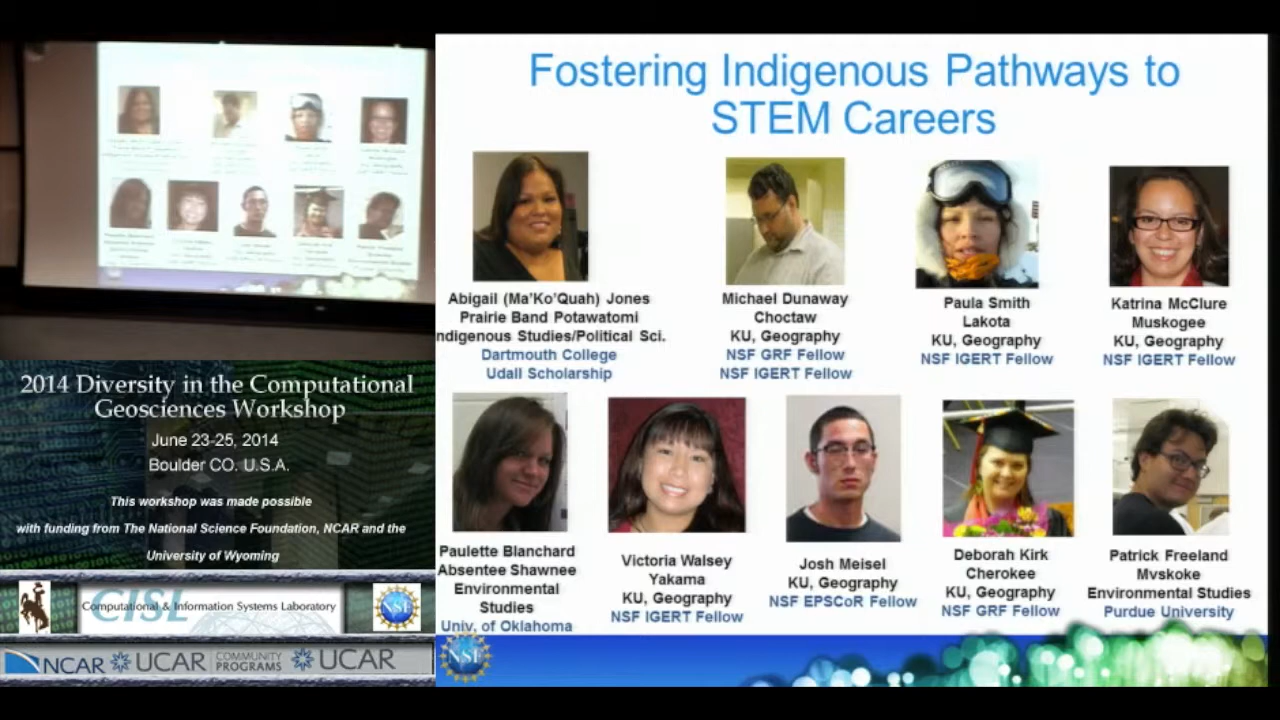 Fostering Indigenous Pathways to
STEM Careers
Abigail (Ma'Ko'Quah) Jones
Prairie Band Potawatomi
ndigenous Studies/Political Sci.
Dartmouth College
Udall Scholarship
Michael Dunaway
Choctaw
KU, Geography
NSF GRF Fellow
NSF IGERT Fellow
Paula Smith
Lakota
KU, Geography
NSF IGERT Fellow
Katrina McClure
Muskogee
KU, Geography
NSF IGERT Fellow
Paulette Blanchard
Absentee Shawnee
Environmental
Studies
Univ. of Oklahoma
Victoria Walsey
Yakama
KU, Geography
NSF IGERT Fellow
Josh Meisel
KU, Geography
NSF EPSCoR Fellow
Deborah Kirk
Cherokee
KU, Geography
NSF GRF Fellow
Patrick Freeland
Mvskoke
Environmental Studies
Purdue University
NSF
2014 Diversity in the Computational
Geosciences Workshop
June 23-25, 2014
Boulder CO. U.S.A.
This workshop was made possible
with funding from The National Science Foundation, NCAR and the
University of Wyoming
CISL
Computational & Information Systems Laboratory
NSF
NCAR
UCAR
COMMUNITY
PROGRAMS
UCAR